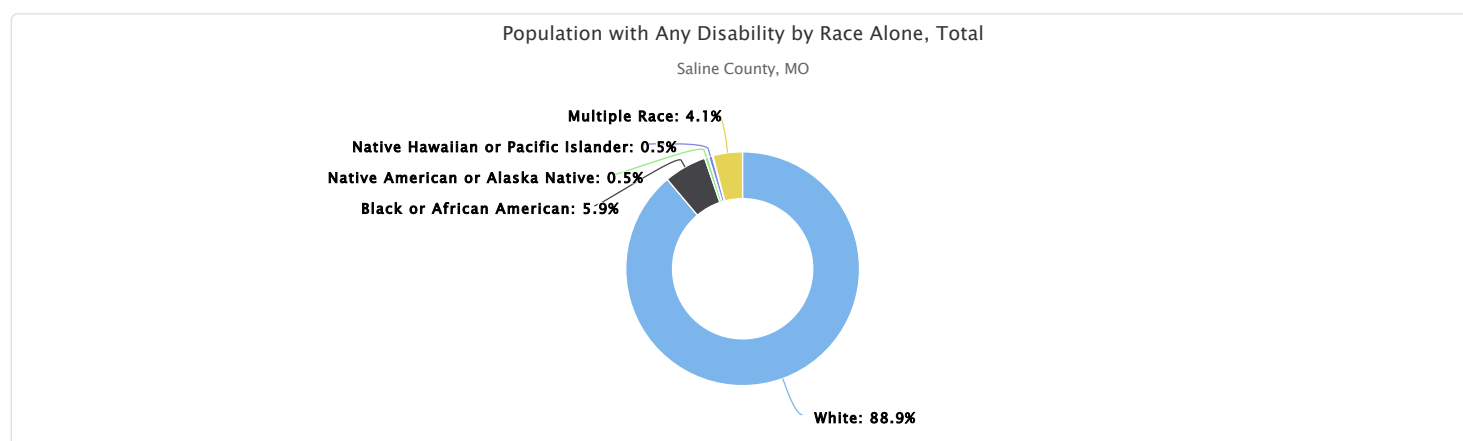 Population with Any Disability by Race Alone, Total
Saline County, MO
Multiple Race: 4.1%
Native Hawaiian or Pacific Islander: 0.5%
Native American or Alaska Native: 0.5%
Black or African American: 5.9%
White: 88.9%